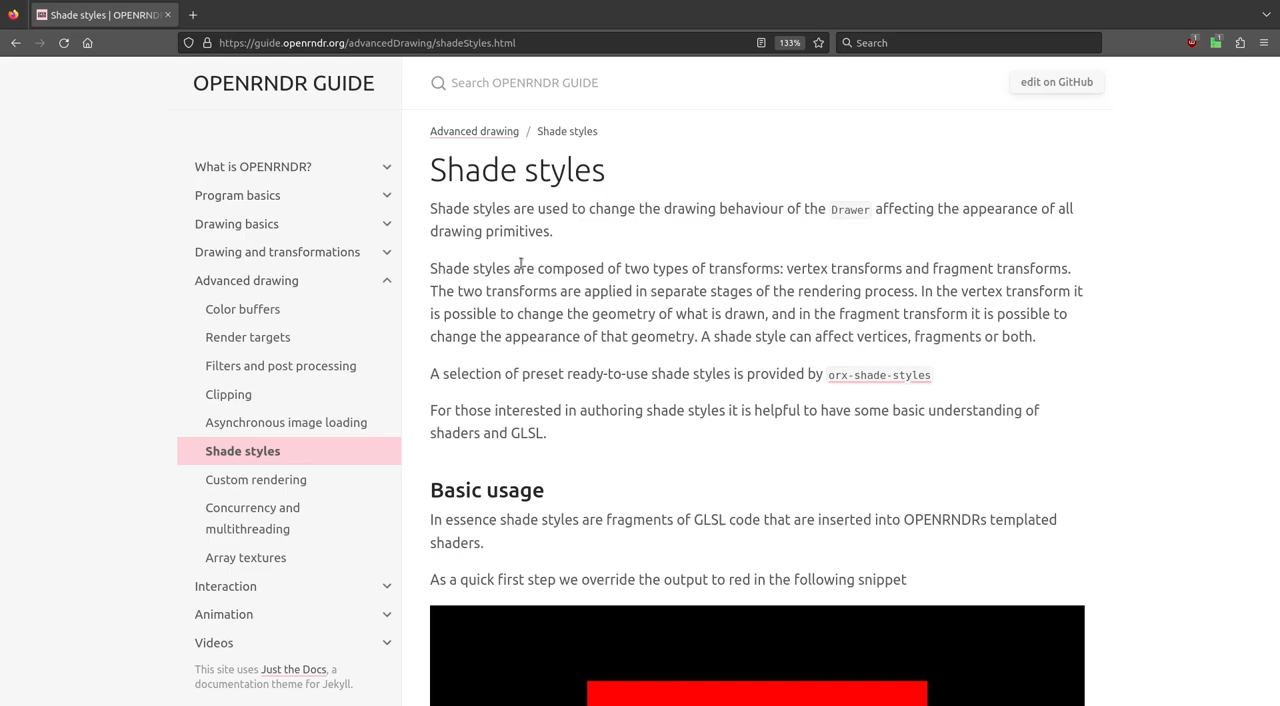 Shade styles | OPENRND
https://guide.openrndr.org/advancedDrawing/shadeStyles.html
133%
Search
1
1
OPENRNDR GUIDE
Search OPENRNDR GUIDE
edit on GitHub
What is OPENRNDR?
Program basics
Drawing basics
Drawing and transformations
Advanced drawing
Color buffers
Render targets
Filters and post processing
Clipping
Asynchronous image loading
Shade styles
Custom rendering
Concurrency and
multithreading
Array textures
Interaction
Animation
Videos
This site uses Just the Docs, a
documentation theme for Jekyll.
Advanced drawing / Shade styles
Shade styles
Shade styles are used to change the drawing behaviour of the Drawer affecting the appearance of all
drawing primitives.
Shade styles are composed of two types of transforms: vertex transforms and fragment transforms.
The two transforms are applied in separate stages of the rendering process. In the vertex transform it
is possible to change the geometry of what is drawn, and in the fragment transform it is possible to
change the appearance of that geometry. A shade style can affect vertices, fragments or both.
A selection of preset ready-to-use shade styles is provided by orx-shade-styles
For those interested in authoring shade styles it is helpful to have some basic understanding of
shaders and GLSL.
Basic usage
In essence shade styles are fragments of GLSL code that are inserted into OPENRNDRs templated
shaders.
As a quick first step we override the output to red in the following snippet